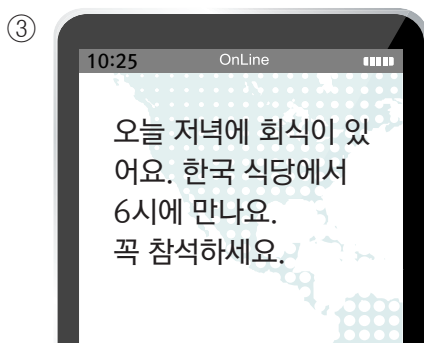 ③
10:25 OnLine
오늘 저녁에 회식이 있
어요. 한국 식당에서
6시에 만나요.
꼭 참석하세요.